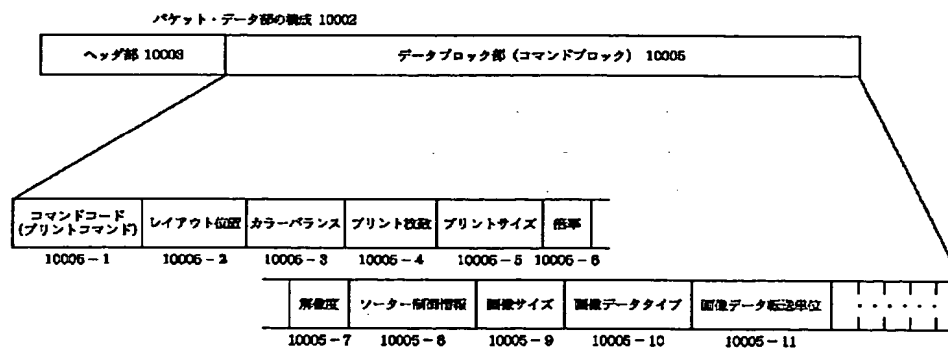 パケット・データ部の構成 10002
ヘッダ部 10003
データブロック部（コマンドブロック） 10005
コマンドコード
(プリントコマンド)
レイアウト位置
カラーバランス
プリント枚数
プリントサイズ
倍率
10005-1
10005-2
10005-3
10005-4
10005-5
10005-6
解像度
ソーター制御情報
画像サイズ
画像データタイプ
画像データ転送単位
10005-7
10005-8
10005-9
10005-10
10005-11